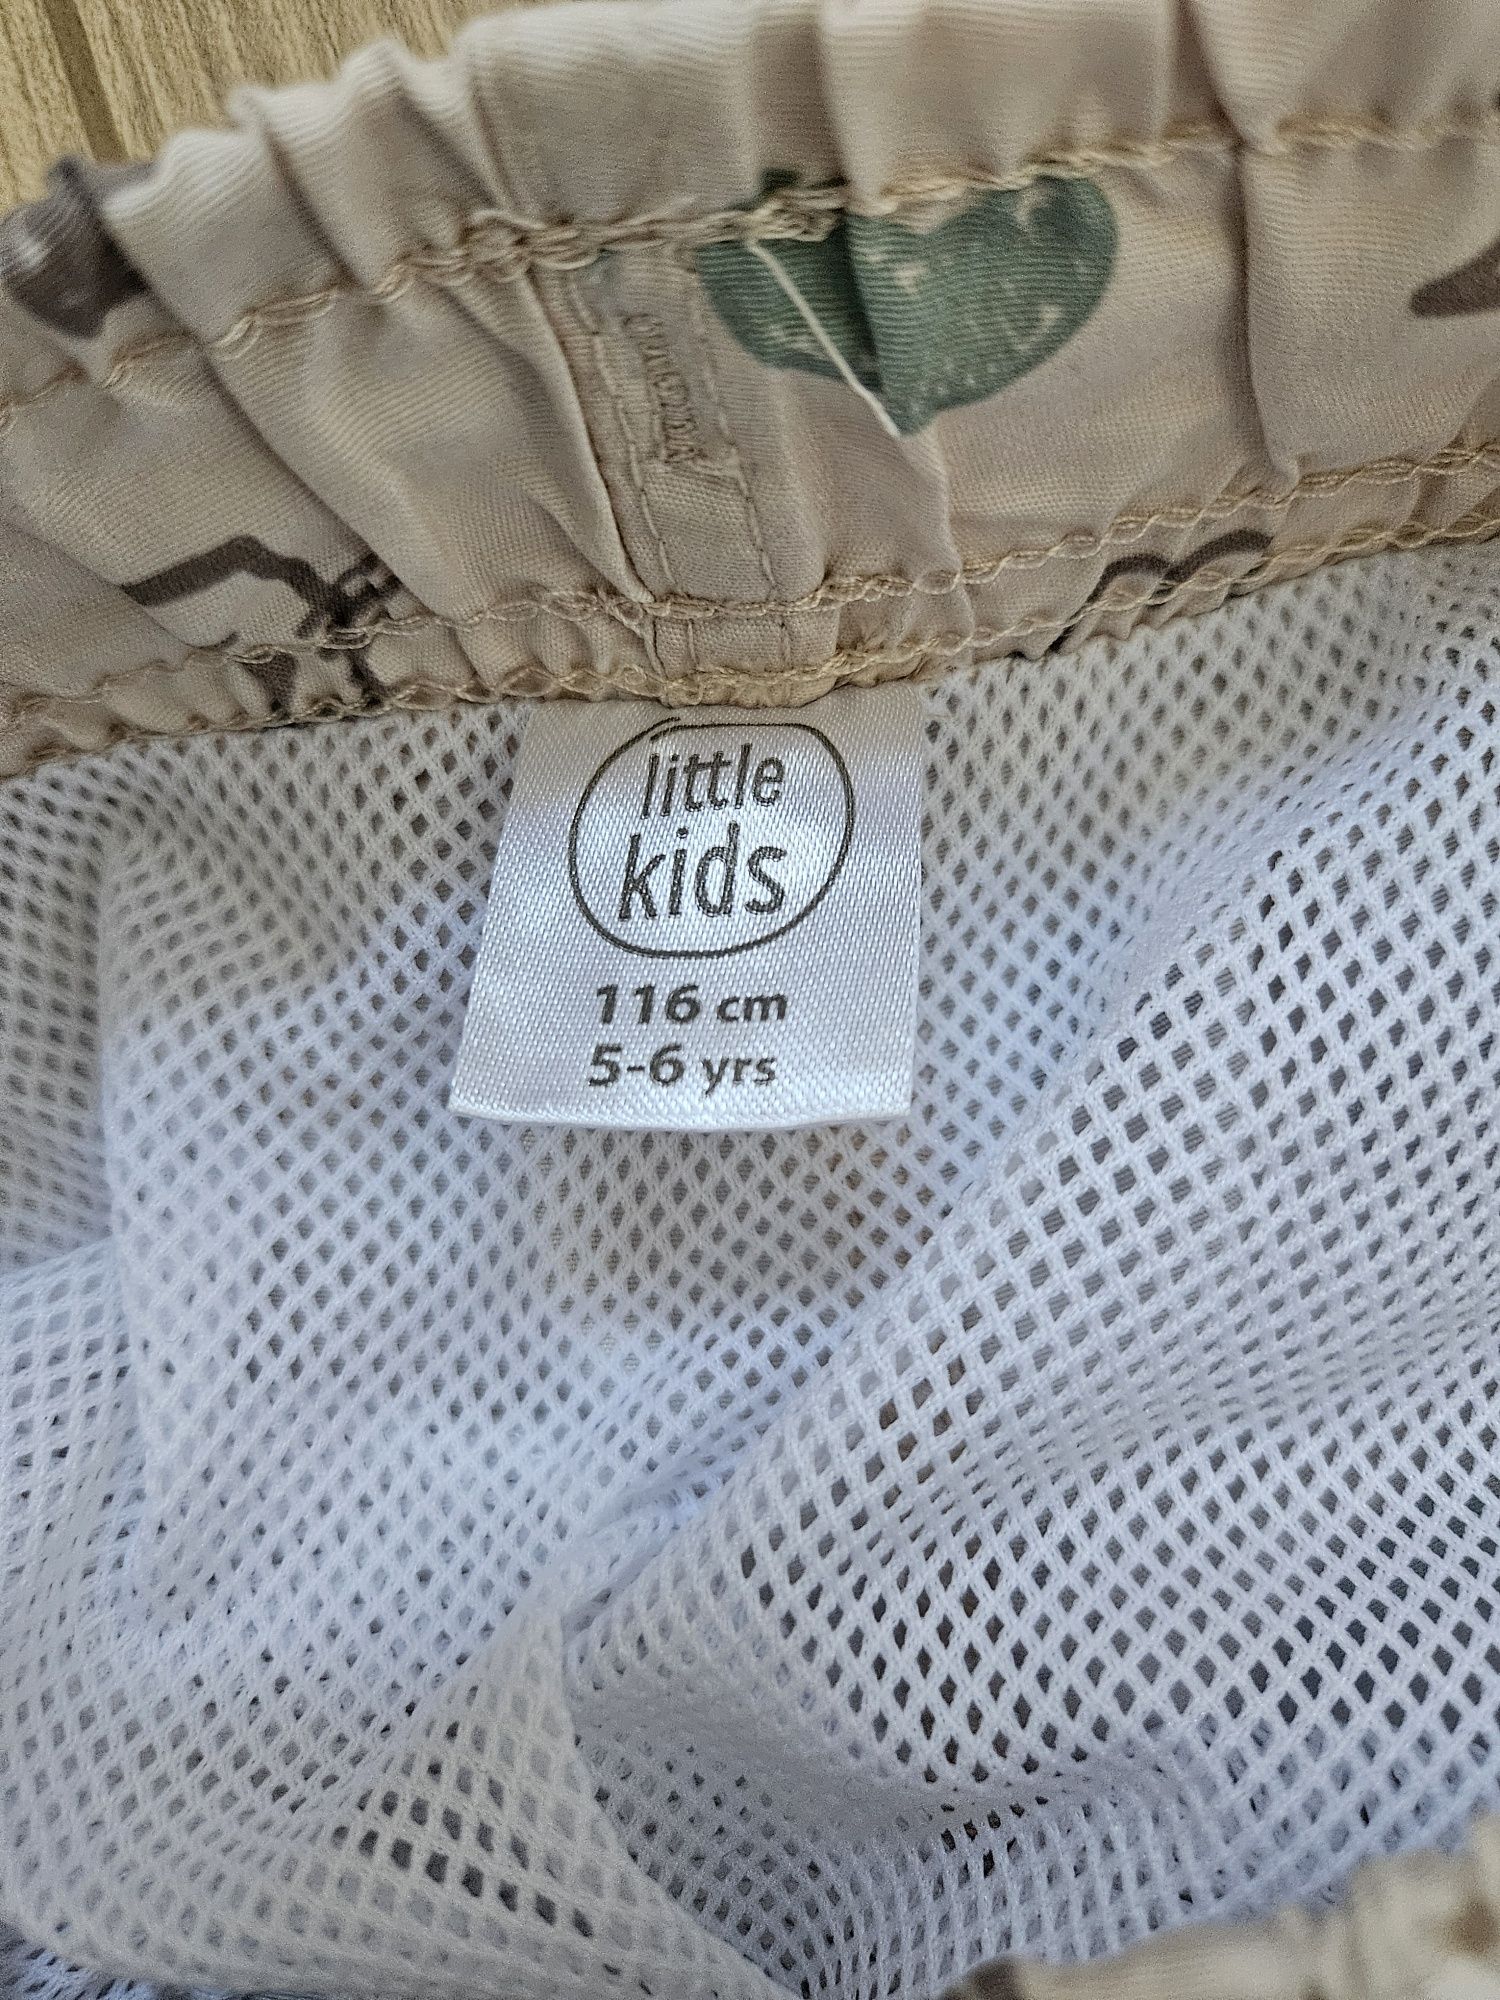 little
kids
116 cm
5-6 yrs